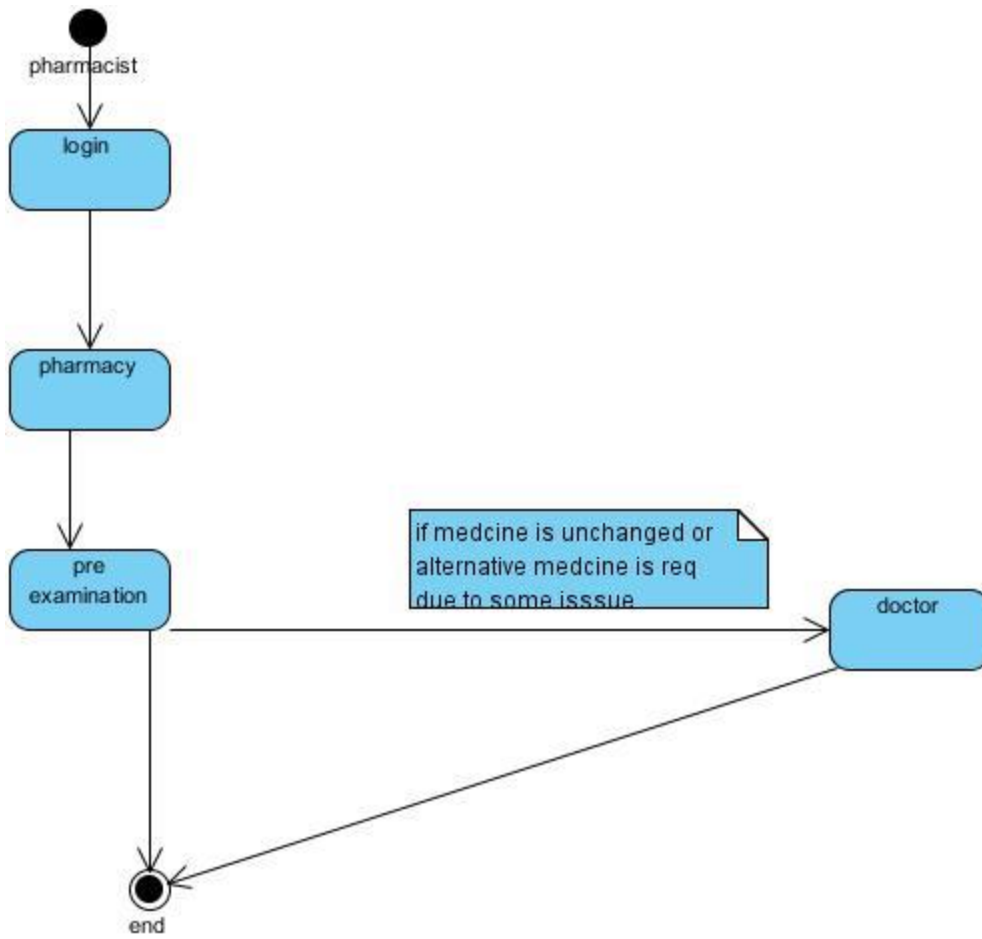 pharmacist
login
pharmacy
pre
examination
if medcine is unchanged or
alternative medcine is req
due to some isssue
doctor
end